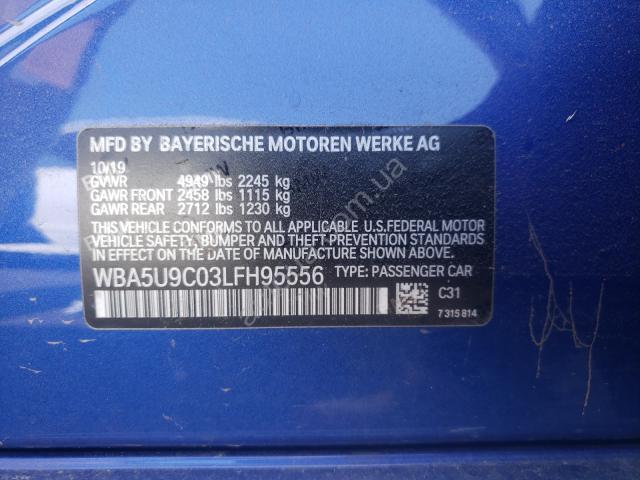 MFD BY BAYERISCHE MOTOREN WERKE AG
10/19
GVWR 4949 lbs 2245 kg
GAWR FRONT 2458 lbs 1115 kg
GAWR REAR 2712 lbs 1230 kg
THIS VEHICLE CONFORMS TO ALL APPLICABLE U.S.FEDERAL MOTOR
VEHICLE SAFETY, BUMPER, AND THEFT PREVENTION STANDARDS
IN EFFECT ON THE DATE OF MANUFACTURE SHOWN ABOVE.
WBA5U9C03LFH95556 TYPE: PASSENGER CAR
C31
7 315 814